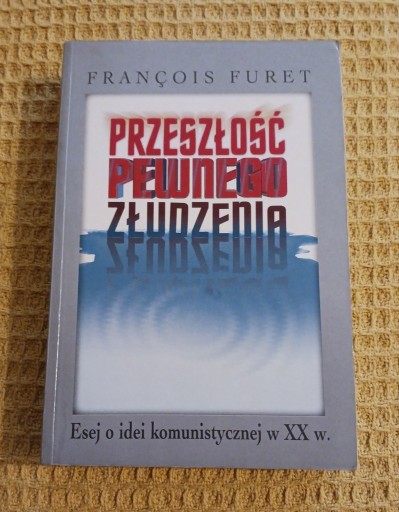 FRANÇOIS FURET
PRZESZŁOŚĆ
PEWNEGO
ZŁUDZENIA
Esej o idei komunistycznej w XX w.